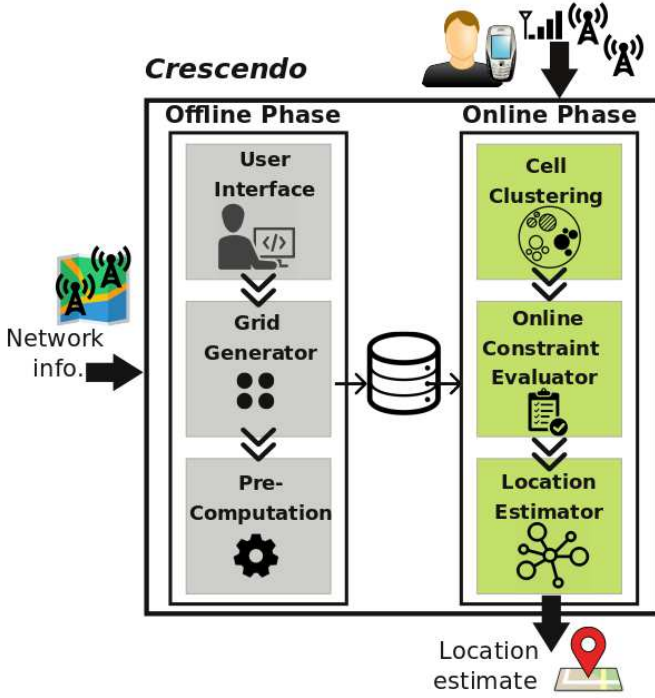 Crescendo
Offline Phase
User
Interface
</>
Grid
Generator
Pre-
Computation
Network
info.
Online Phase
Cell
Clustering
Online
Constraint
Evaluator
Location
Estimator
Location
estimate